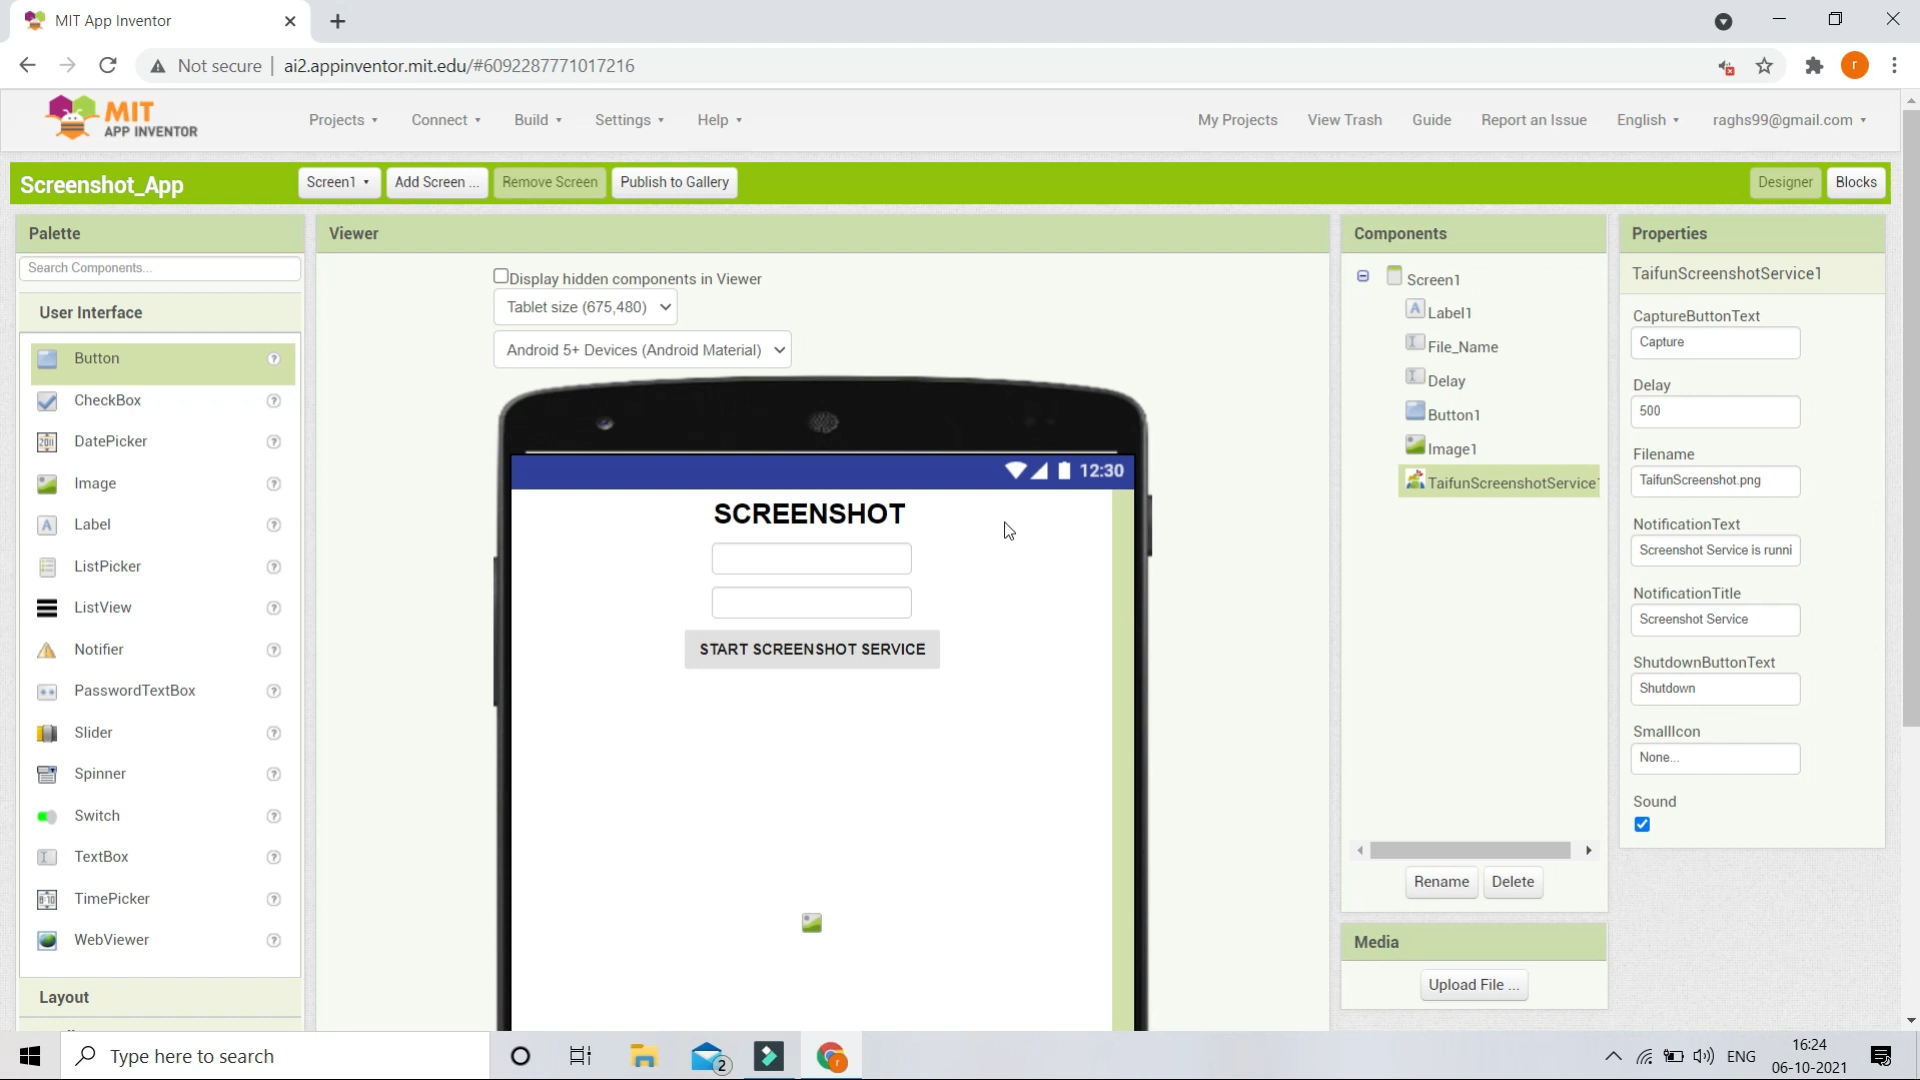 MIT App Inventor
Not secure
ai2.appinventor.mit.edu/#6092287771017216
r
MIT
APP INVENTOR
Projects
Connect
Build
Settings
Help
My Projects
View Trash
Guide
Report an Issue
English
raghs99@gmail.com
Screenshot_App
Screen1
Add Screen ...
Remove Screen
Publish to Gallery
Designer
Blocks
Palette
Search Components...
User Interface
Button
CheckBox
DatePicker
Image
Label
ListPicker
ListView
Notifier
PasswordTextBox
Slider
Spinner
Switch
TextBox
TimePicker
WebViewer
Layout
Viewer
Display hidden components in Viewer
Tablet size (675,480)
Android 5+ Devices (Android Material)
12:30
SCREENSHOT
START SCREENSHOT SERVICE
Components
Screen1
Label1
File_Name
Delay
Button1
Image1
TaifunScreenshotService
Rename
Delete
Media
Upload File ...
Properties
TaifunScreenshotService1
CaptureButtonText
Capture
Delay
500
Filename
TaifunScreenshot.png
NotificationText
Screenshot Service is runni
NotificationTitle
Screenshot Service
ShutdownButtonText
Shutdown
SmallIcon
None...
Sound
Type here to search
2
ENG
16:24
06-10-2021